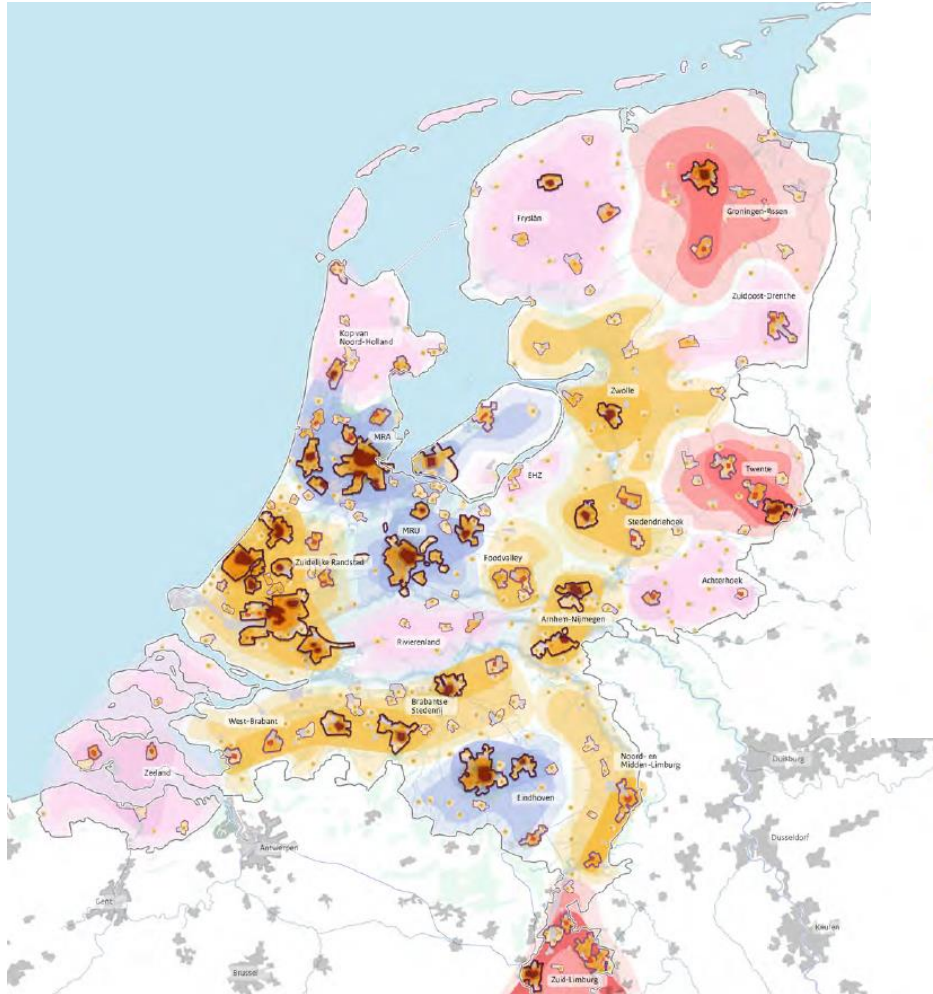 Fryslân
Groningen-Assen
Zuidoost-Drenthe
Kop van
Noord-Holland
Zwolle
MRA
EHZ
Twente
Stedendriehoek
MRU
Zuidelijke Randstad
Foodvalley
Achterhoek
Arnhem-Nijmegen
Rivierenland
Brabantse
Stedenrij
West-Brabant
Noord- en
Midden-Limburg
Zeeland
Eindhoven
Duisburg
Dusseldorf
Antwerpen
Gent
Keulen
Brussel
Zuid-Limburg